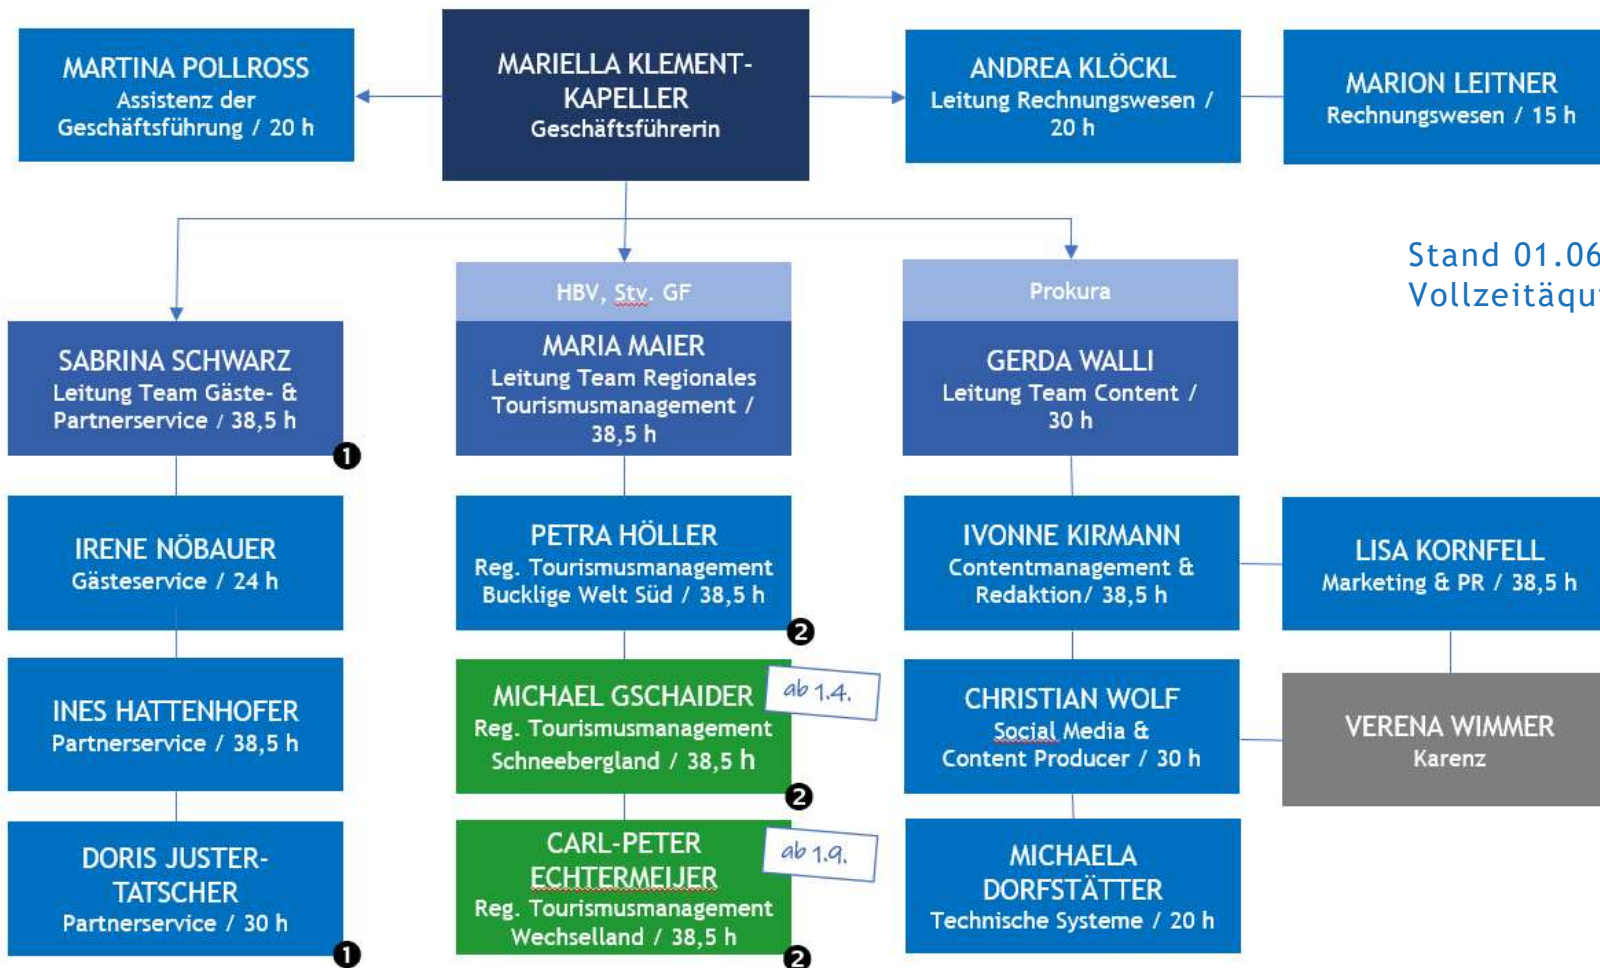 MARTINA POLLROSS
Assistenz der
Geschäftsführung / 20 h
MARIELLA KLEMENT-
KAPELLER
Geschäftsführerin
ANDREA KLÖCKL
Leitung Rechnungswesen /
20 h
MARION LEITNER
Rechnungswesen / 15 h
Stand 01.06
SABRINA SCHWARZ
Leitung Team Gäste- &
Partnerservice / 38,5 h
❶
HBV, Stv. GF
MARIA MAIER
Leitung Team Regionales
Tourismusmanagement /
38,5 h
Prokura
GERDA WALLI
Leitung Team Content /
30 h
IRENE NÖBAUER
Gästeservice / 24 h
PETRA HÖLLER
Reg. Tourismusmanagement
Bucklige Welt Süd / 38,5 h
❷
IVONNE KIRMANN
Contentmanagement &
Redaktion/ 38,5 h
LISA KORNFELL
Marketing & PR / 38,5 h
INES HATTENHOFER
Partnerservice / 38,5 h
MICHAEL GSCHAIDER
Reg. Tourismusmanagement
Schneebergland / 38,5 h
ab 1.4.
❷
CHRISTIAN WOLF
Social Media &
Content Producer / 30 h
VERENA WIMMER
Karenz
DORIS JUSTER-
TATSCHER
Partnerservice / 30 h
❶
CARL-PETER
ECHTERMEIJER
Reg. Tourismusmanagement
Wechselland / 38,5 h
ab 1.9.
❷
MICHAELA
DORFSTÄTTER
Technische Systeme / 20 h